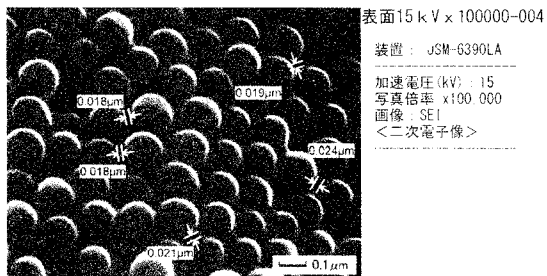 表面15kV×100000-004
装置: JSM-6390LA
加速電圧(kV): 15
写真倍率 x100,000
画像: SEI
<二次電子像>
0.018μm
0.019μm
0.018μm
0.024μm
0.021μm
0.1μm